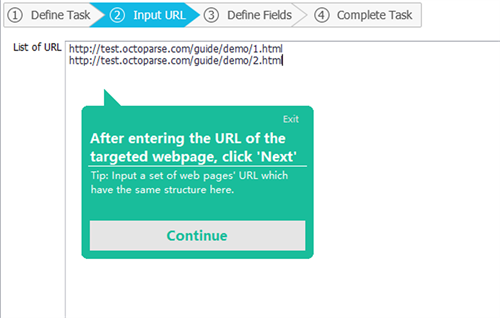 1 Define Task 2 Input URL 3 Define Fields 4 Complete Task
List of URL http://test.octoparse.com/guide/demo/1.html
http://test.octoparse.com/guide/demo/2.html
Exit
After entering the URL of the
targeted webpage, click 'Next'
Tip: Input a set of web pages' URL which
have the same structure here.
Continue